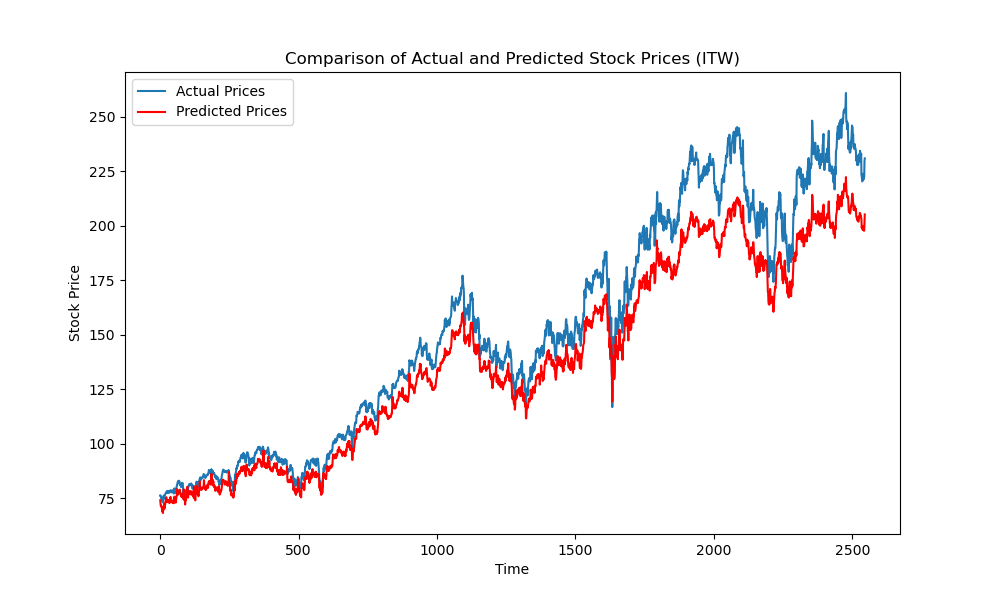 Comparison of Actual and Predicted Stock Prices (ITW)
Actual Prices
Predicted Prices
250
225
200
175
150
125
100
75
Stock Price
0 500 1000 1500 2000 2500
Time